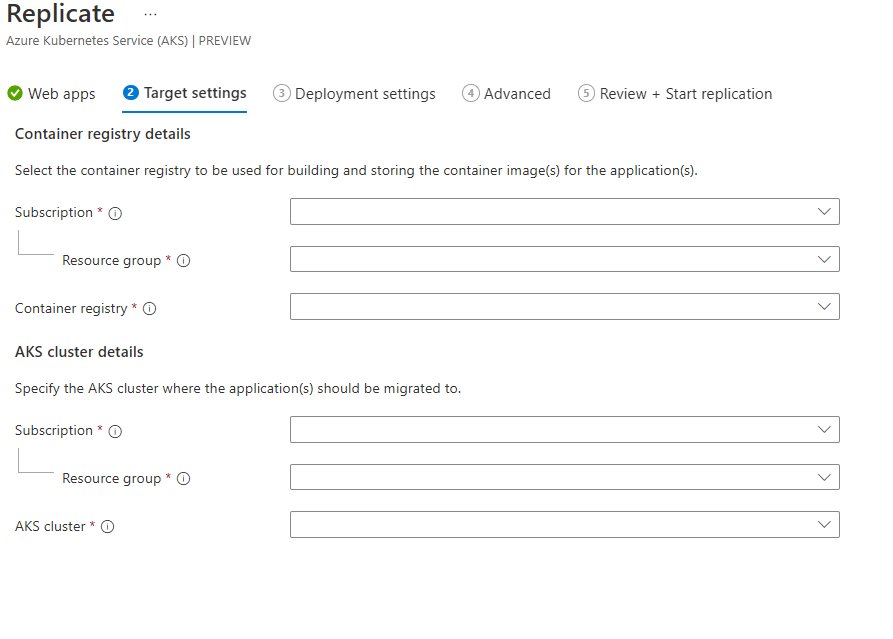 Replicate ...
Azure Kubernetes Service (AKS) | PREVIEW
Web apps 2 Target settings 3 Deployment settings 4 Advanced 5 Review + Start replication
Container registry details
Select the container registry to be used for building and storing the container image(s) for the application(s).
Subscription *
Resource group *
Container registry *
AKS cluster details
Specify the AKS cluster where the application(s) should be migrated to.
Subscription *
Resource group *
AKS cluster *